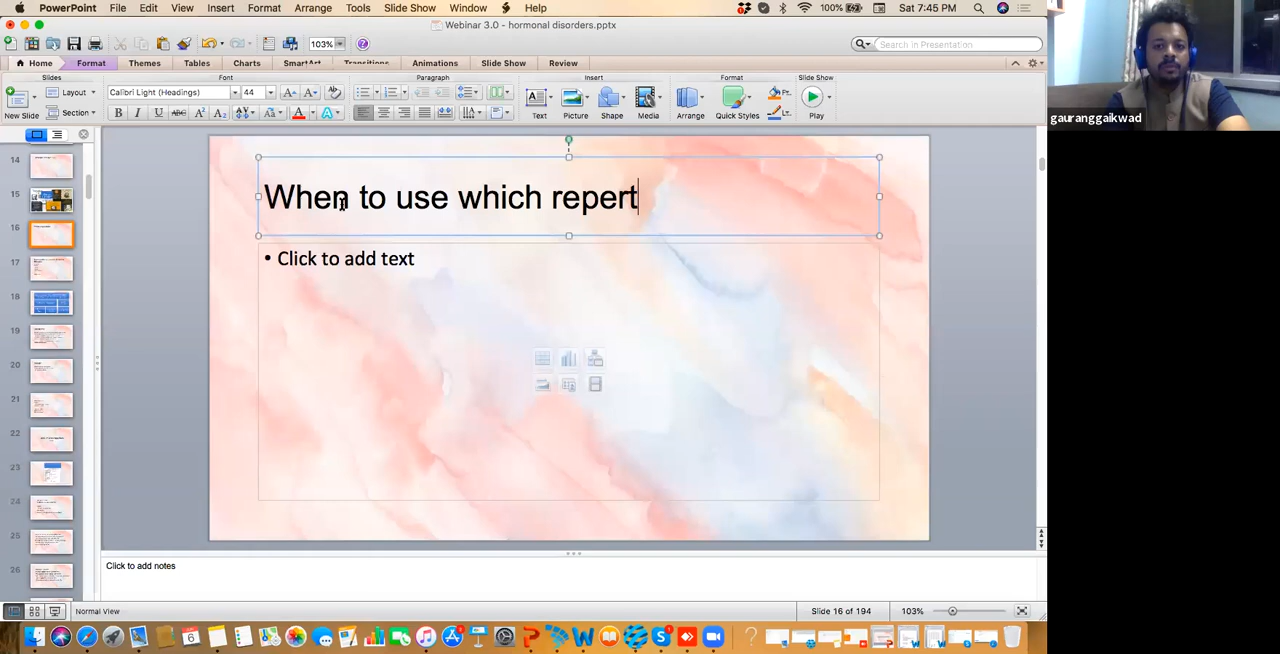 PowerPoint File Edit View Insert Format Arrange Tools Slide Show Window Help 100% Sat 7:45 PM
Webinar 3.0 - hormonal disorders.pptx
103% Search in Presentation
Home Format Themes Tables Charts SmartArt Transitions Animations Slide Show Review
Slides Font Paragraph Insert Format Slide Show
Layout Calibri Light (Headings) 44
New Slide Section B I U ABC Text Picture Shape Media Arrange Quick Styles Play
gauranggaikwad
When to use which repert
• Click to add text
14
15
16
17
18
19
20
21
22
23
24
25
26
Click to add notes
Normal View Slide 16 of 194 103%